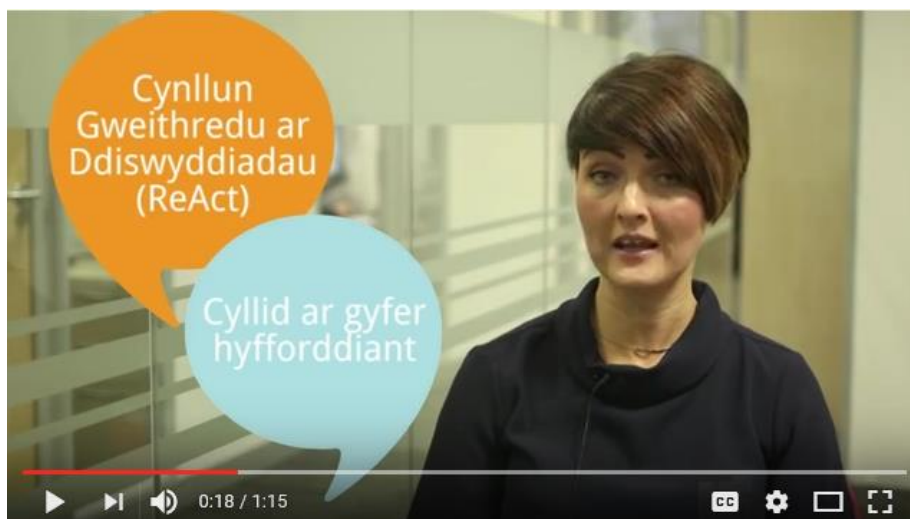 Cynllun
Gweithredu ar
Ddiswyddiadau
(ReAct)
Cyllid ar gyfer
hyfforddiant
0:18 / 1:15
CC